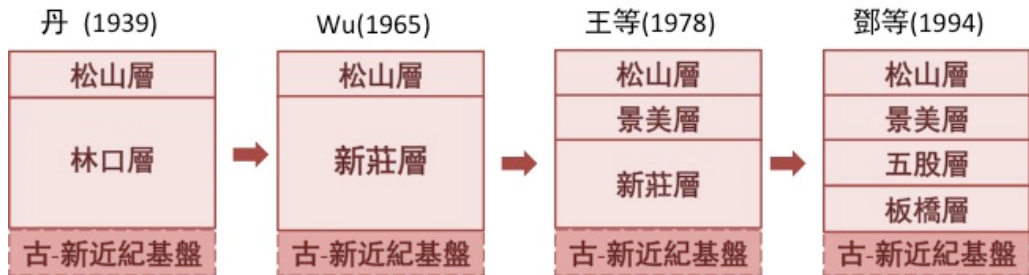 丹 (1939)
松山層
林口層
古-新近紀基盤
Wu(1965)
松山層
新莊層
古-新近紀基盤
王等(1978)
松山層
景美層
新莊層
古-新近紀基盤
鄧等(1994)
松山層
景美層
五股層
板橋層
古-新近紀基盤